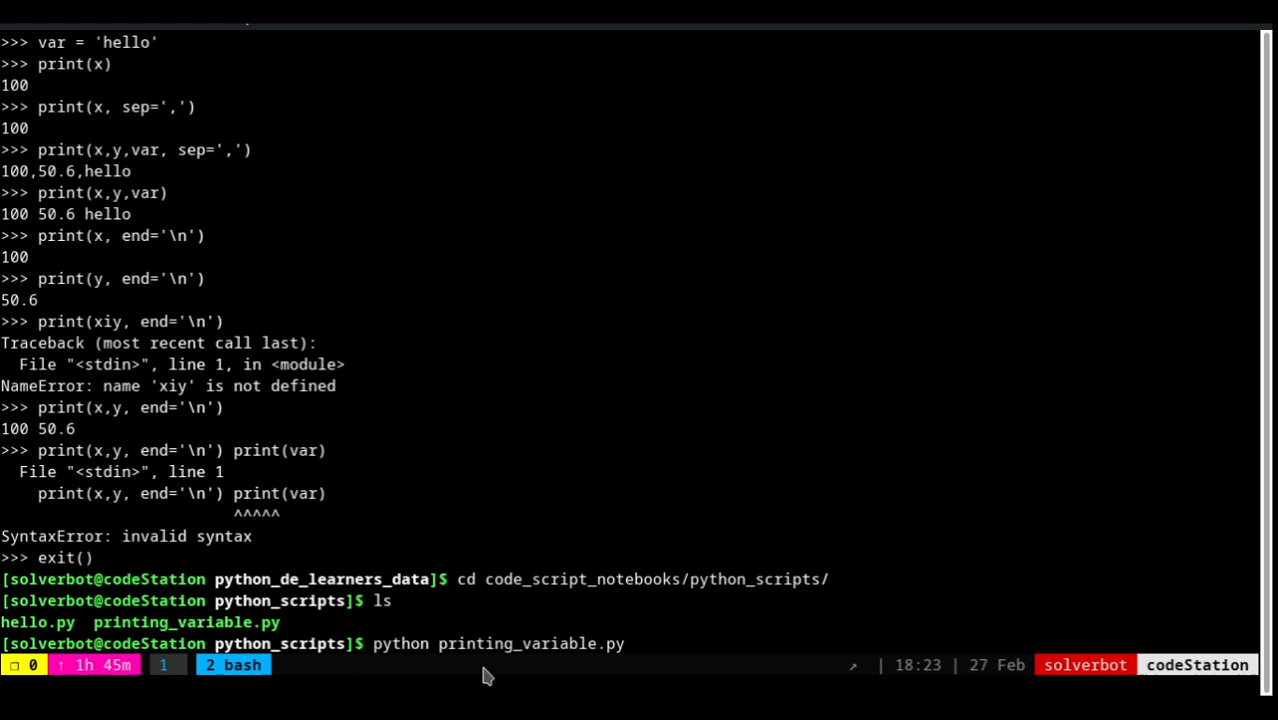 >>> var = 'hello'
>>> print(x)
100
>>> print(x, sep=',')
100
>>> print(x,y,var, sep=',')
100,50.6,hello
>>> print(x,y,var)
100 50.6 hello
>>> print(x, end='\n')
100
>>> print(y, end='\n')
50.6
>>> print(xiy, end='\n')
Traceback (most recent call last):
  File "<stdin>", line 1, in <module>
NameError: name 'xiy' is not defined
>>> print(x,y, end='\n')
100 50.6
>>> print(x,y, end='\n') print(var)
  File "<stdin>", line 1
    print(x,y, end='\n') print(var)
                         ^^^^^
SyntaxError: invalid syntax
>>> exit()
[solverbot@codeStation python_de_learners_data]$ cd code_script_notebooks/python_scripts/
[solverbot@codeStation python_scripts]$ ls
hello.py  printing_variable.py
[solverbot@codeStation python_scripts]$ python printing_variable.py
❐ 0 ↑ 1h 45m 1 2 bash ↗ | 18:23 | 27 Feb solverbot codeStation